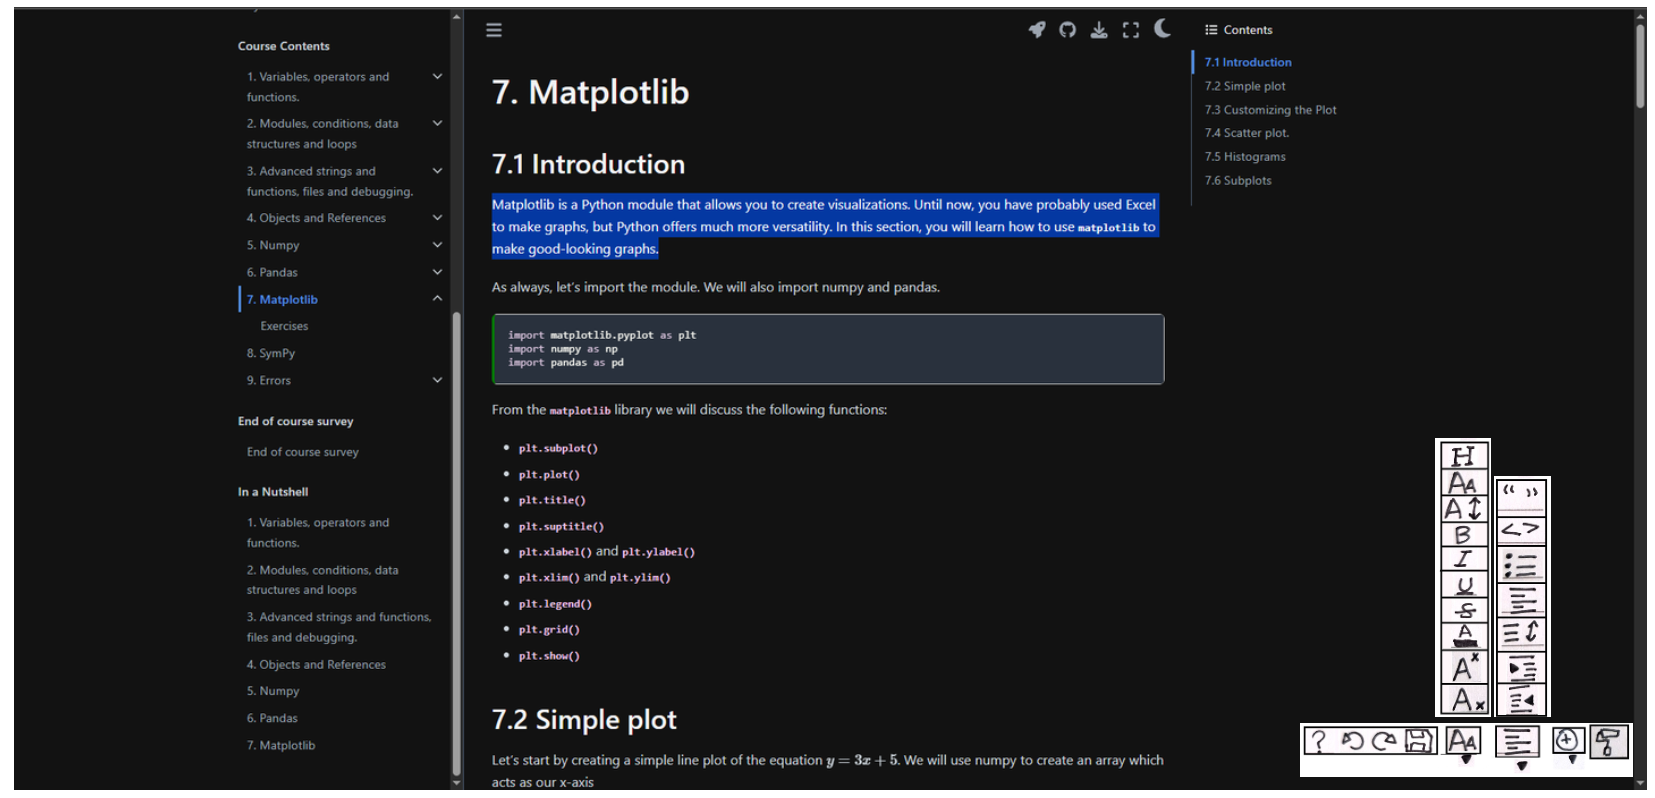 Course Contents
1. Variables, operators and
functions.
2. Modules, conditions, data
structures and loops
3. Advanced strings and
functions, files and debugging.
4. Objects and References
5. Numpy
6. Pandas
7. Matplotlib
Exercises
8. SymPy
9. Errors
End of course survey
End of course survey
In a Nutshell
1. Variables, operators and
functions.
2. Modules, conditions, data
structures and loops
3. Advanced strings and functions,
files and debugging.
4. Objects and References
5. Numpy
6. Pandas
7. Matplotlib
7. Matplotlib
7.1 Introduction
Matplotlib is a Python module that allows you to create visualizations. Until now, you have probably used Excel
to make graphs, but Python offers much more versatility. In this section, you will learn how to use matplotlib to
make good-looking graphs.
As always, let's import the module. We will also import numpy and pandas.
import matplotlib.pyplot as plt
import numpy as np
import pandas as pd
From the matplotlib library we will discuss the following functions:
• plt.subplot()
• plt.plot()
• plt.title()
• plt.suptitle()
• plt.xlabel() and plt.ylabel()
• plt.xlim() and plt.ylim()
• plt.legend()
• plt.grid()
• plt.show()
7.2 Simple plot
Let's start by creating a simple line plot of the equation y = 3x + 5. We will use numpy to create an array which
acts as our x-axis
Contents
7.1 Introduction
7.2 Simple plot
7.3 Customizing the Plot
7.4 Scatter plot.
7.5 Histograms
7.6 Subplots
H
AA
A↕
B
I
U
S
A
Aˣ
Aₓ
“ ”
<>
?
AA